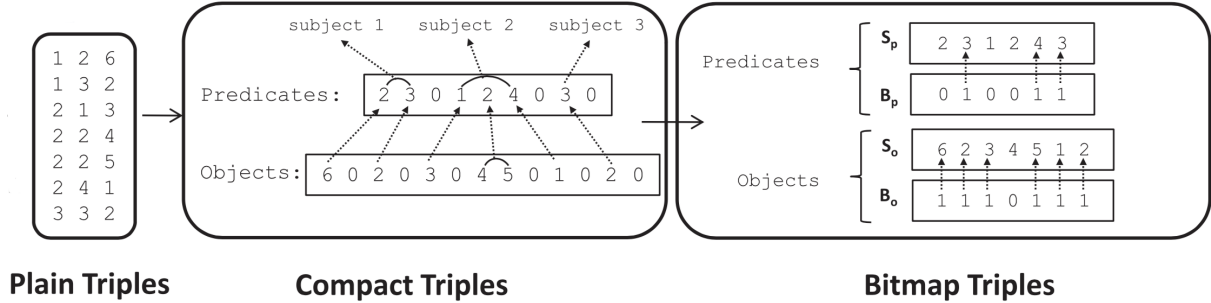 1 2 6
1 3 2
2 1 3
2 2 4
2 2 5
2 4 1
3 3 2
Plain Triples
subject 1 subject 2 subject 3
Predicates: 2 3 0 1 2 4 0 3 0
Objects: 6 0 2 0 3 0 4 5 0 1 0 2 0
Compact Triples
Predicates
Sp 2 3 1 2 4 3
Bp 0 1 0 0 1 1
Objects
So 6 2 3 4 5 1 2
Bo 1 1 1 0 1 1 1
Bitmap Triples